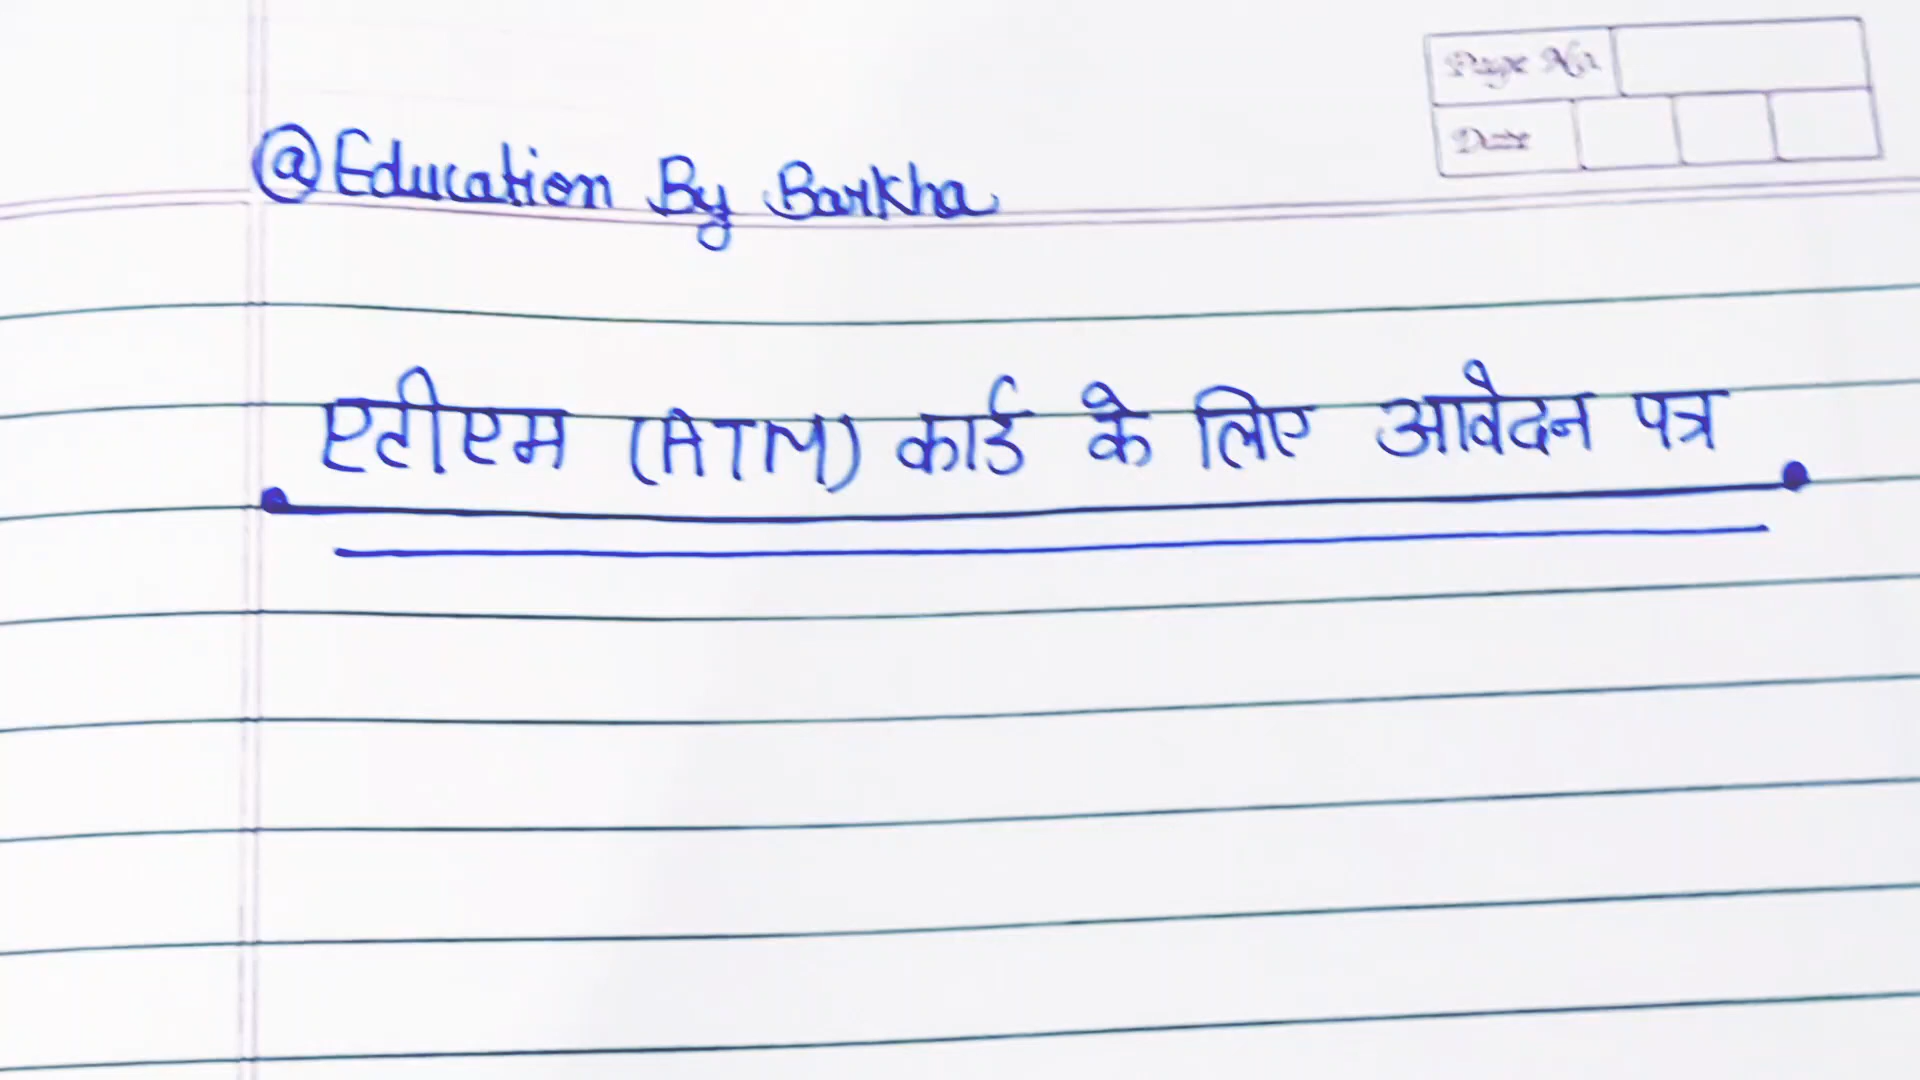 Page No.
Date
@Education By Barkha
एटीएम (ATM) कार्ड के लिए आवेदन पत्र